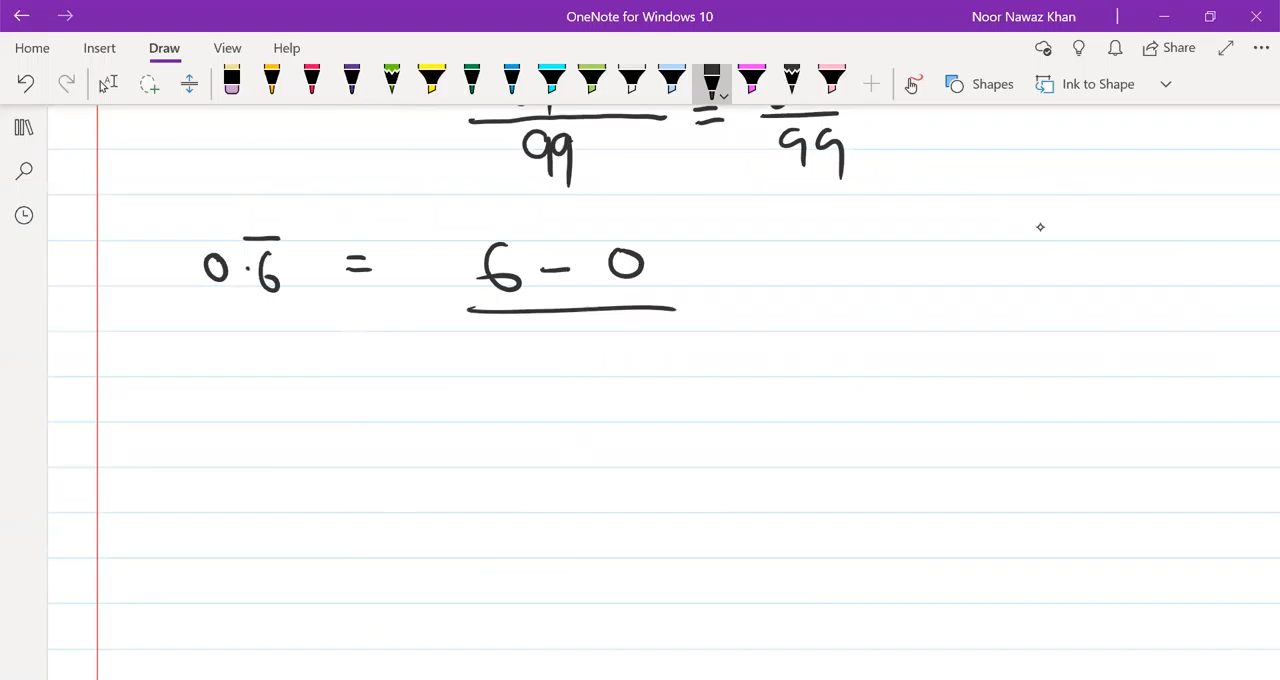 OneNote for Windows 10
Noor Nawaz Khan
Home Insert Draw View Help
Share
Shapes
Ink to Shape
99 = 99
0.6̅ = 6 - 0